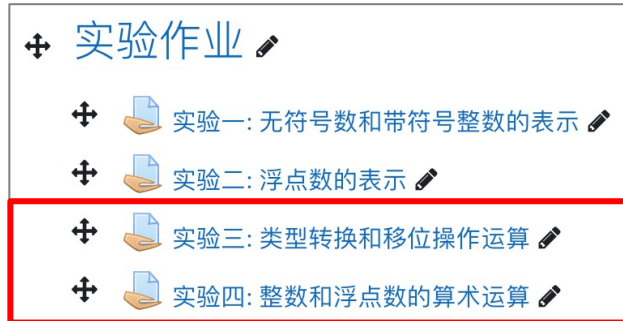 实验作业
实验一: 无符号数和带符号整数的表示
实验二: 浮点数的表示
实验三: 类型转换和移位操作运算
实验四: 整数和浮点数的算术运算